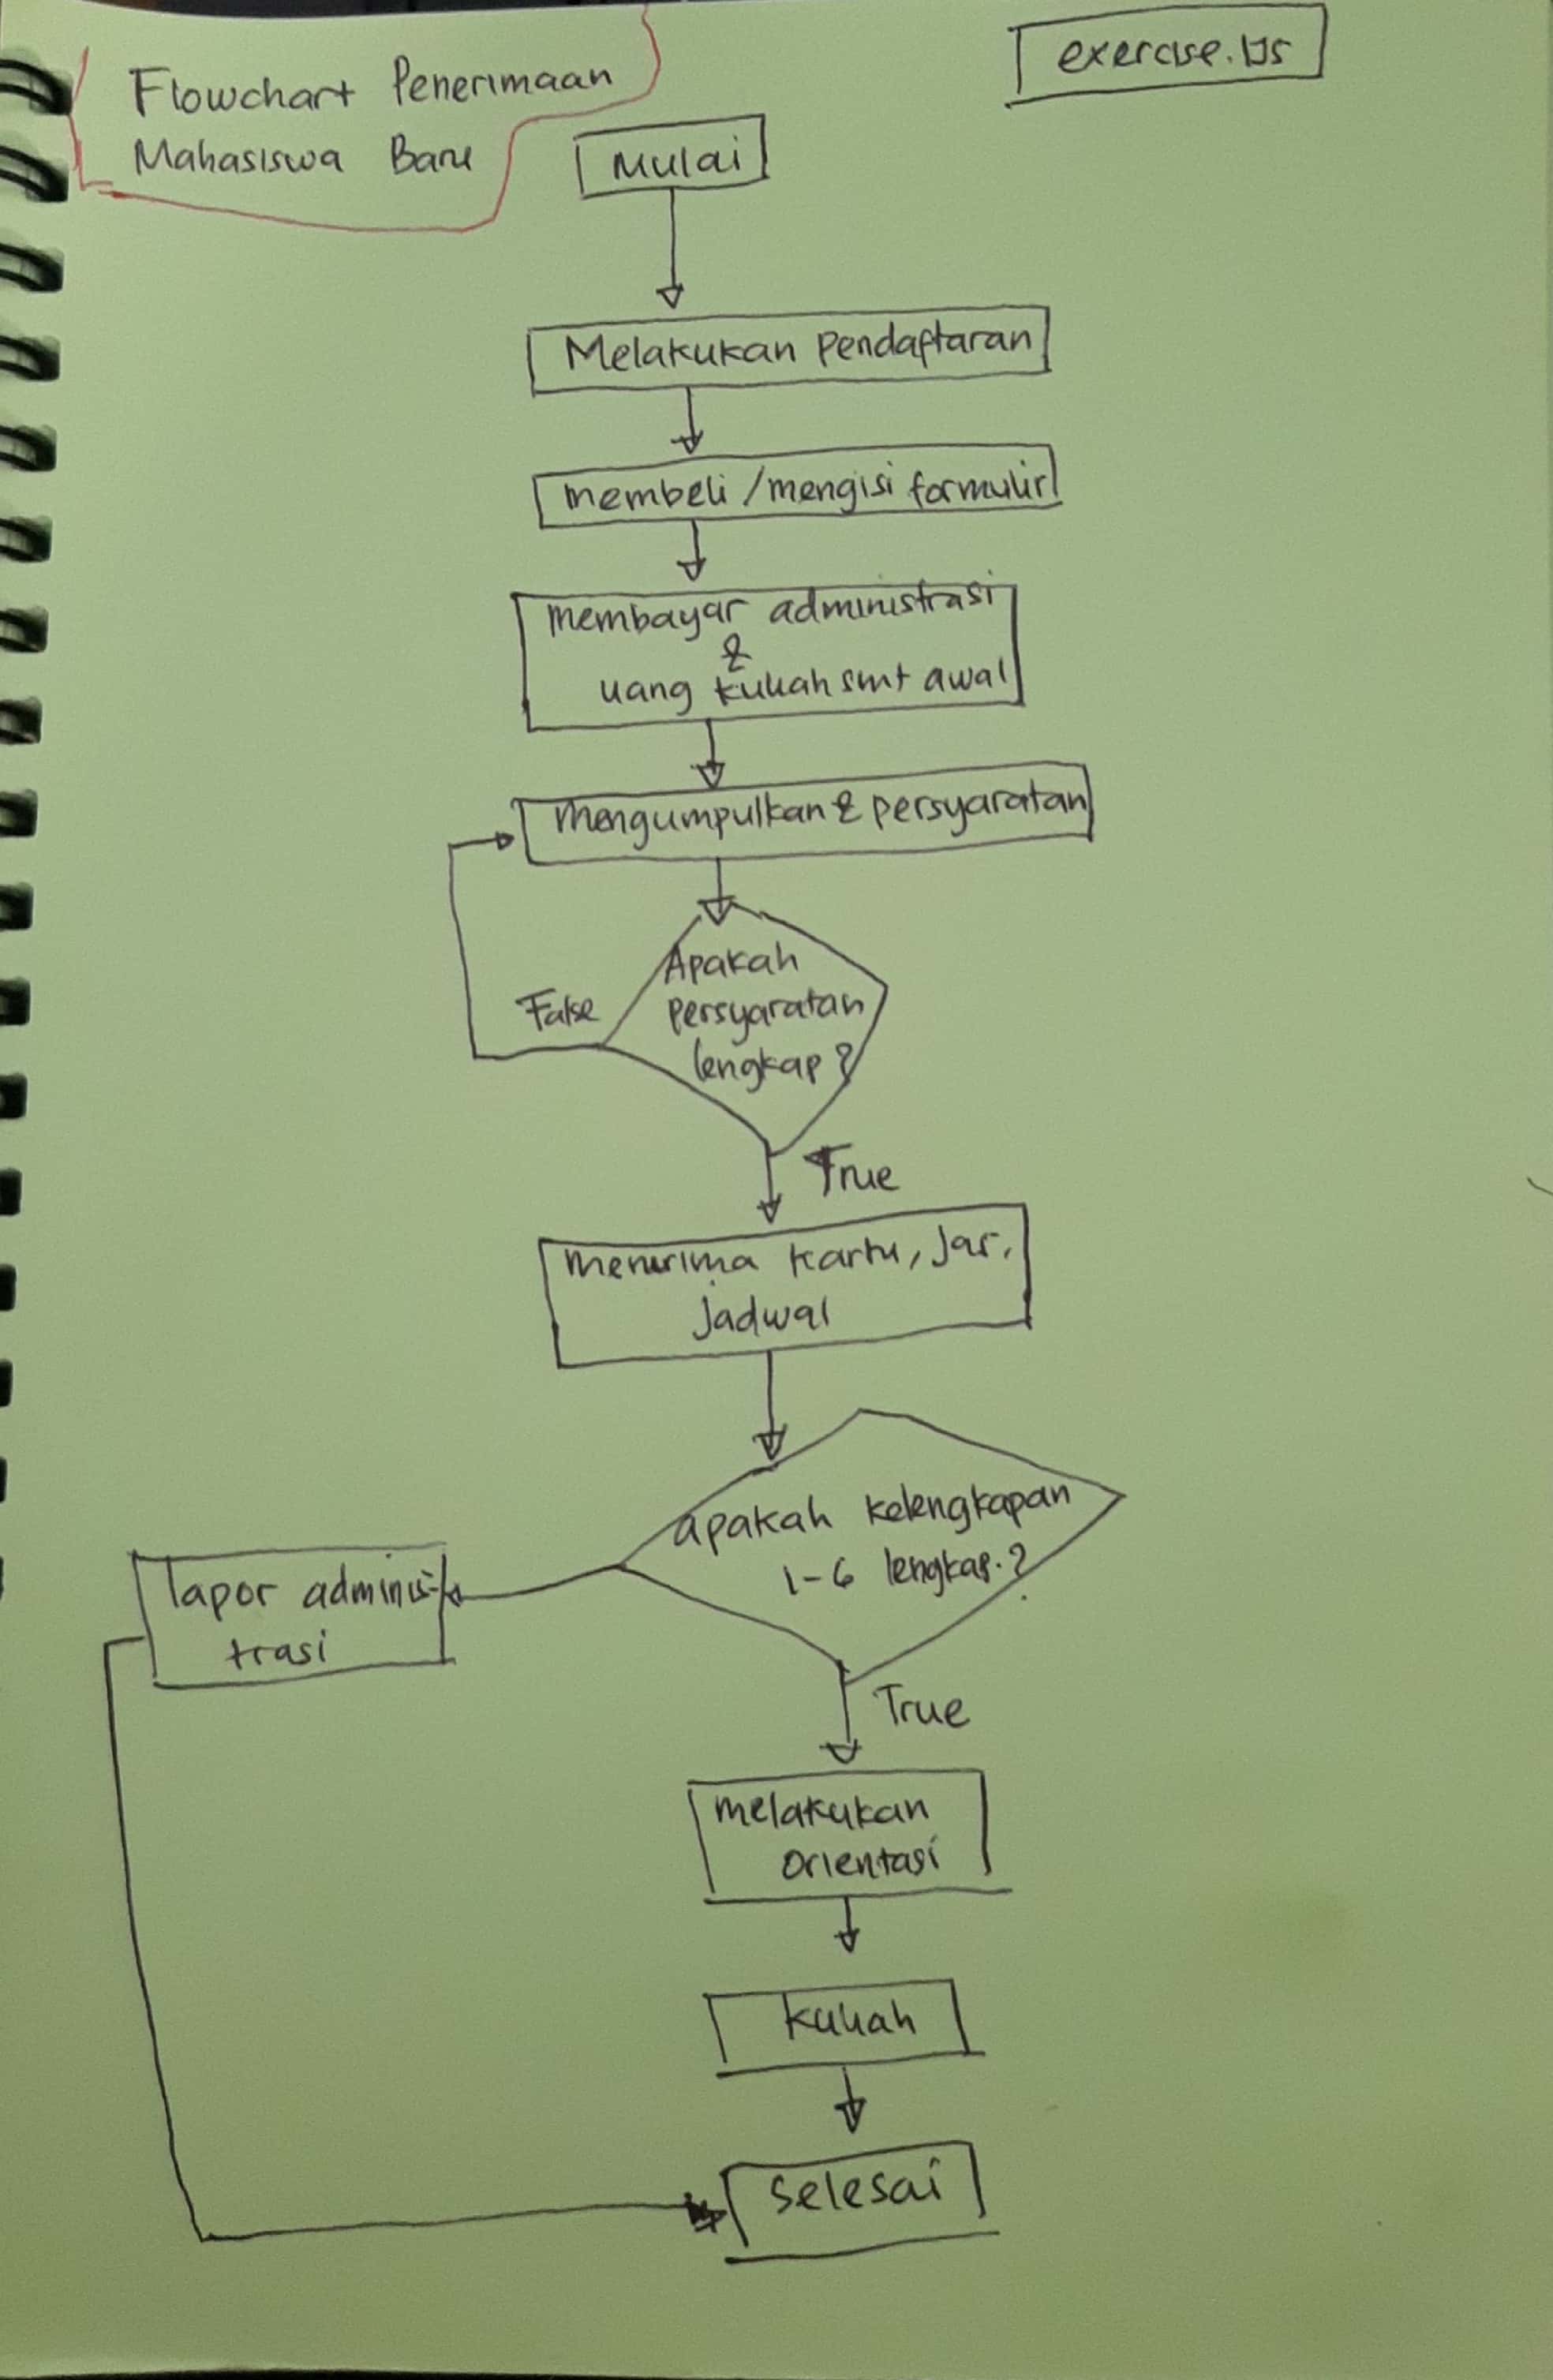 Flowchart Penerimaan
Mahasiswa Baru
exercise.
Mulai
Melakukan pendaftaran
membeli / mengisi formulir
membayar administrasi
&
uang kuliah smt awal
mengumpulkan & persyaratan
Apakah
persyaratan
lengkap?
False
True
menerima kartu, Jas,
Jadwal
apakah kelengkapan
1-6 lengkap.?
lapor adminis-
trasi
True
melakukan
orientasi
kuliah
selesai